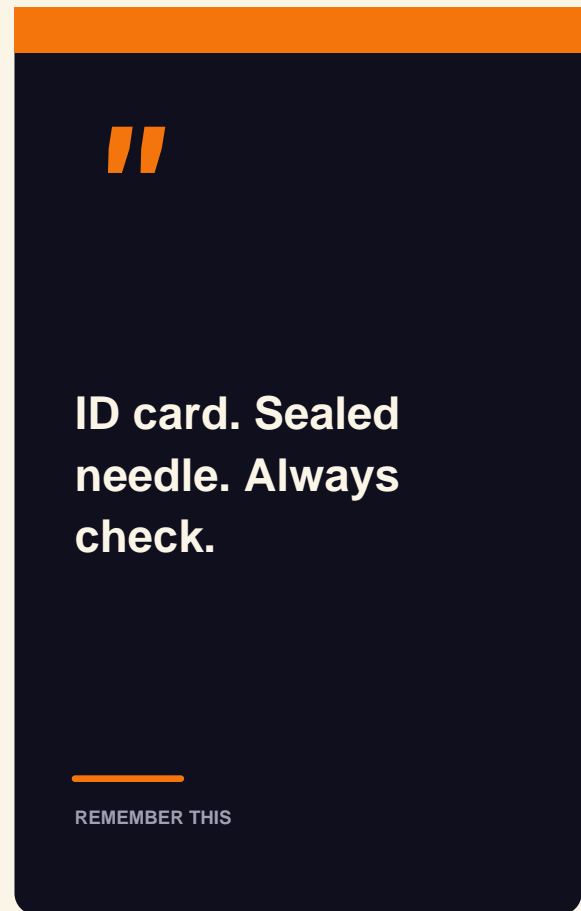 "
ID card. Sealed
needle. Always
check.
REMEMBER THIS